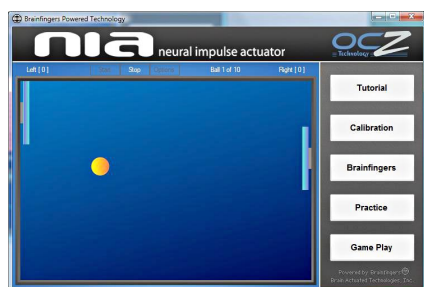 Brainfingers Powered Technology
nia neural impulse actuator
OCZ
Technology
Left [ 0 ] Stop Ball 1 of 10 Right [ 0 ]
Tutorial
Calibration
Brainfingers
Practice
Game Play
Powered by Brainfingers
Brain Actuated Technologies, Inc.